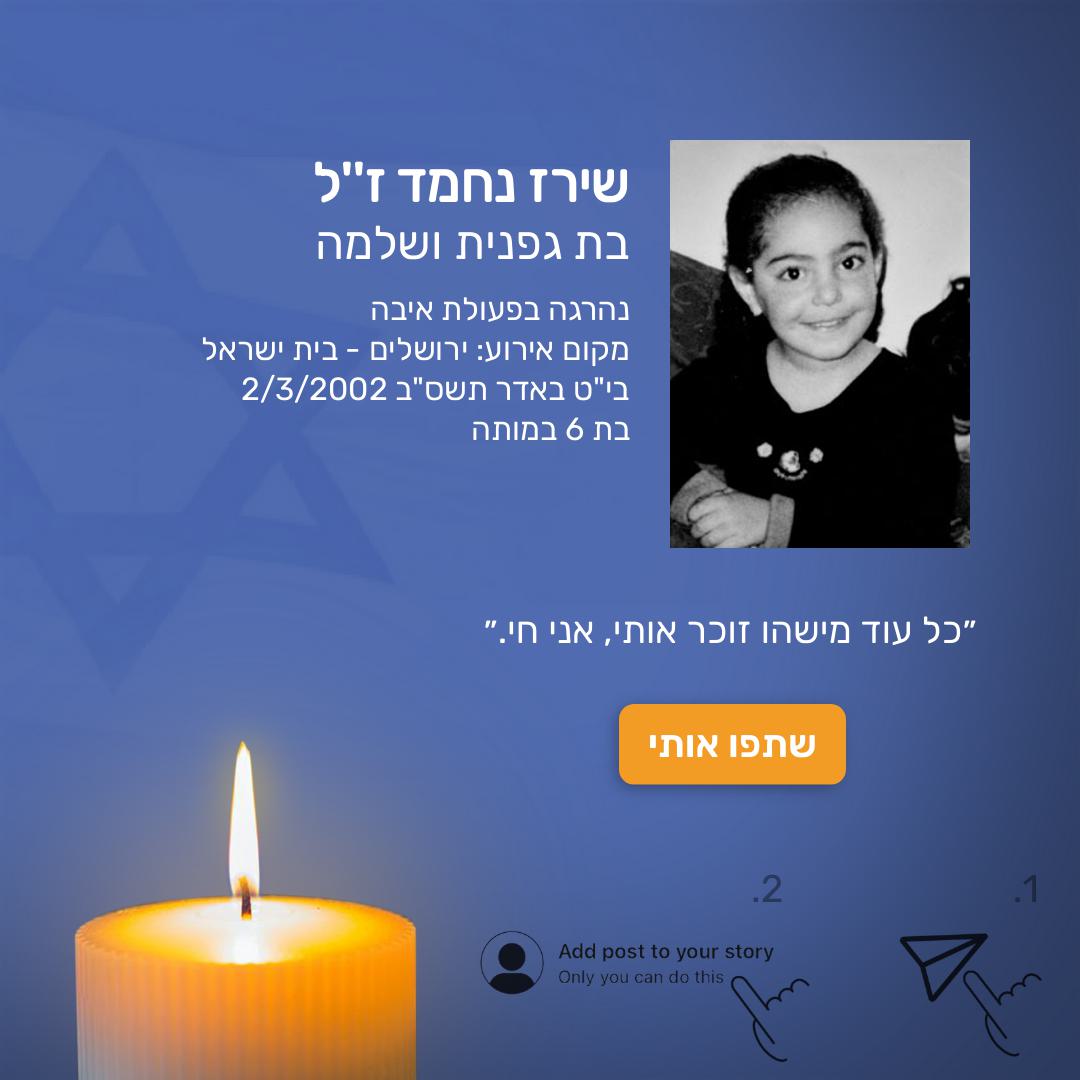 שירז נחמד ז"ל
בת גפנית ושלמה
נהרגה בפעולת איבה
מקום אירוע: ירושלים - בית ישראל
בי"ט באדר תשס"ב 2/3/2002
בת 6 במותה
״כל עוד מישהו זוכר אותי, אני חי.״
שתפו אותי
.1
.2
Add post to your story
Only you can do this